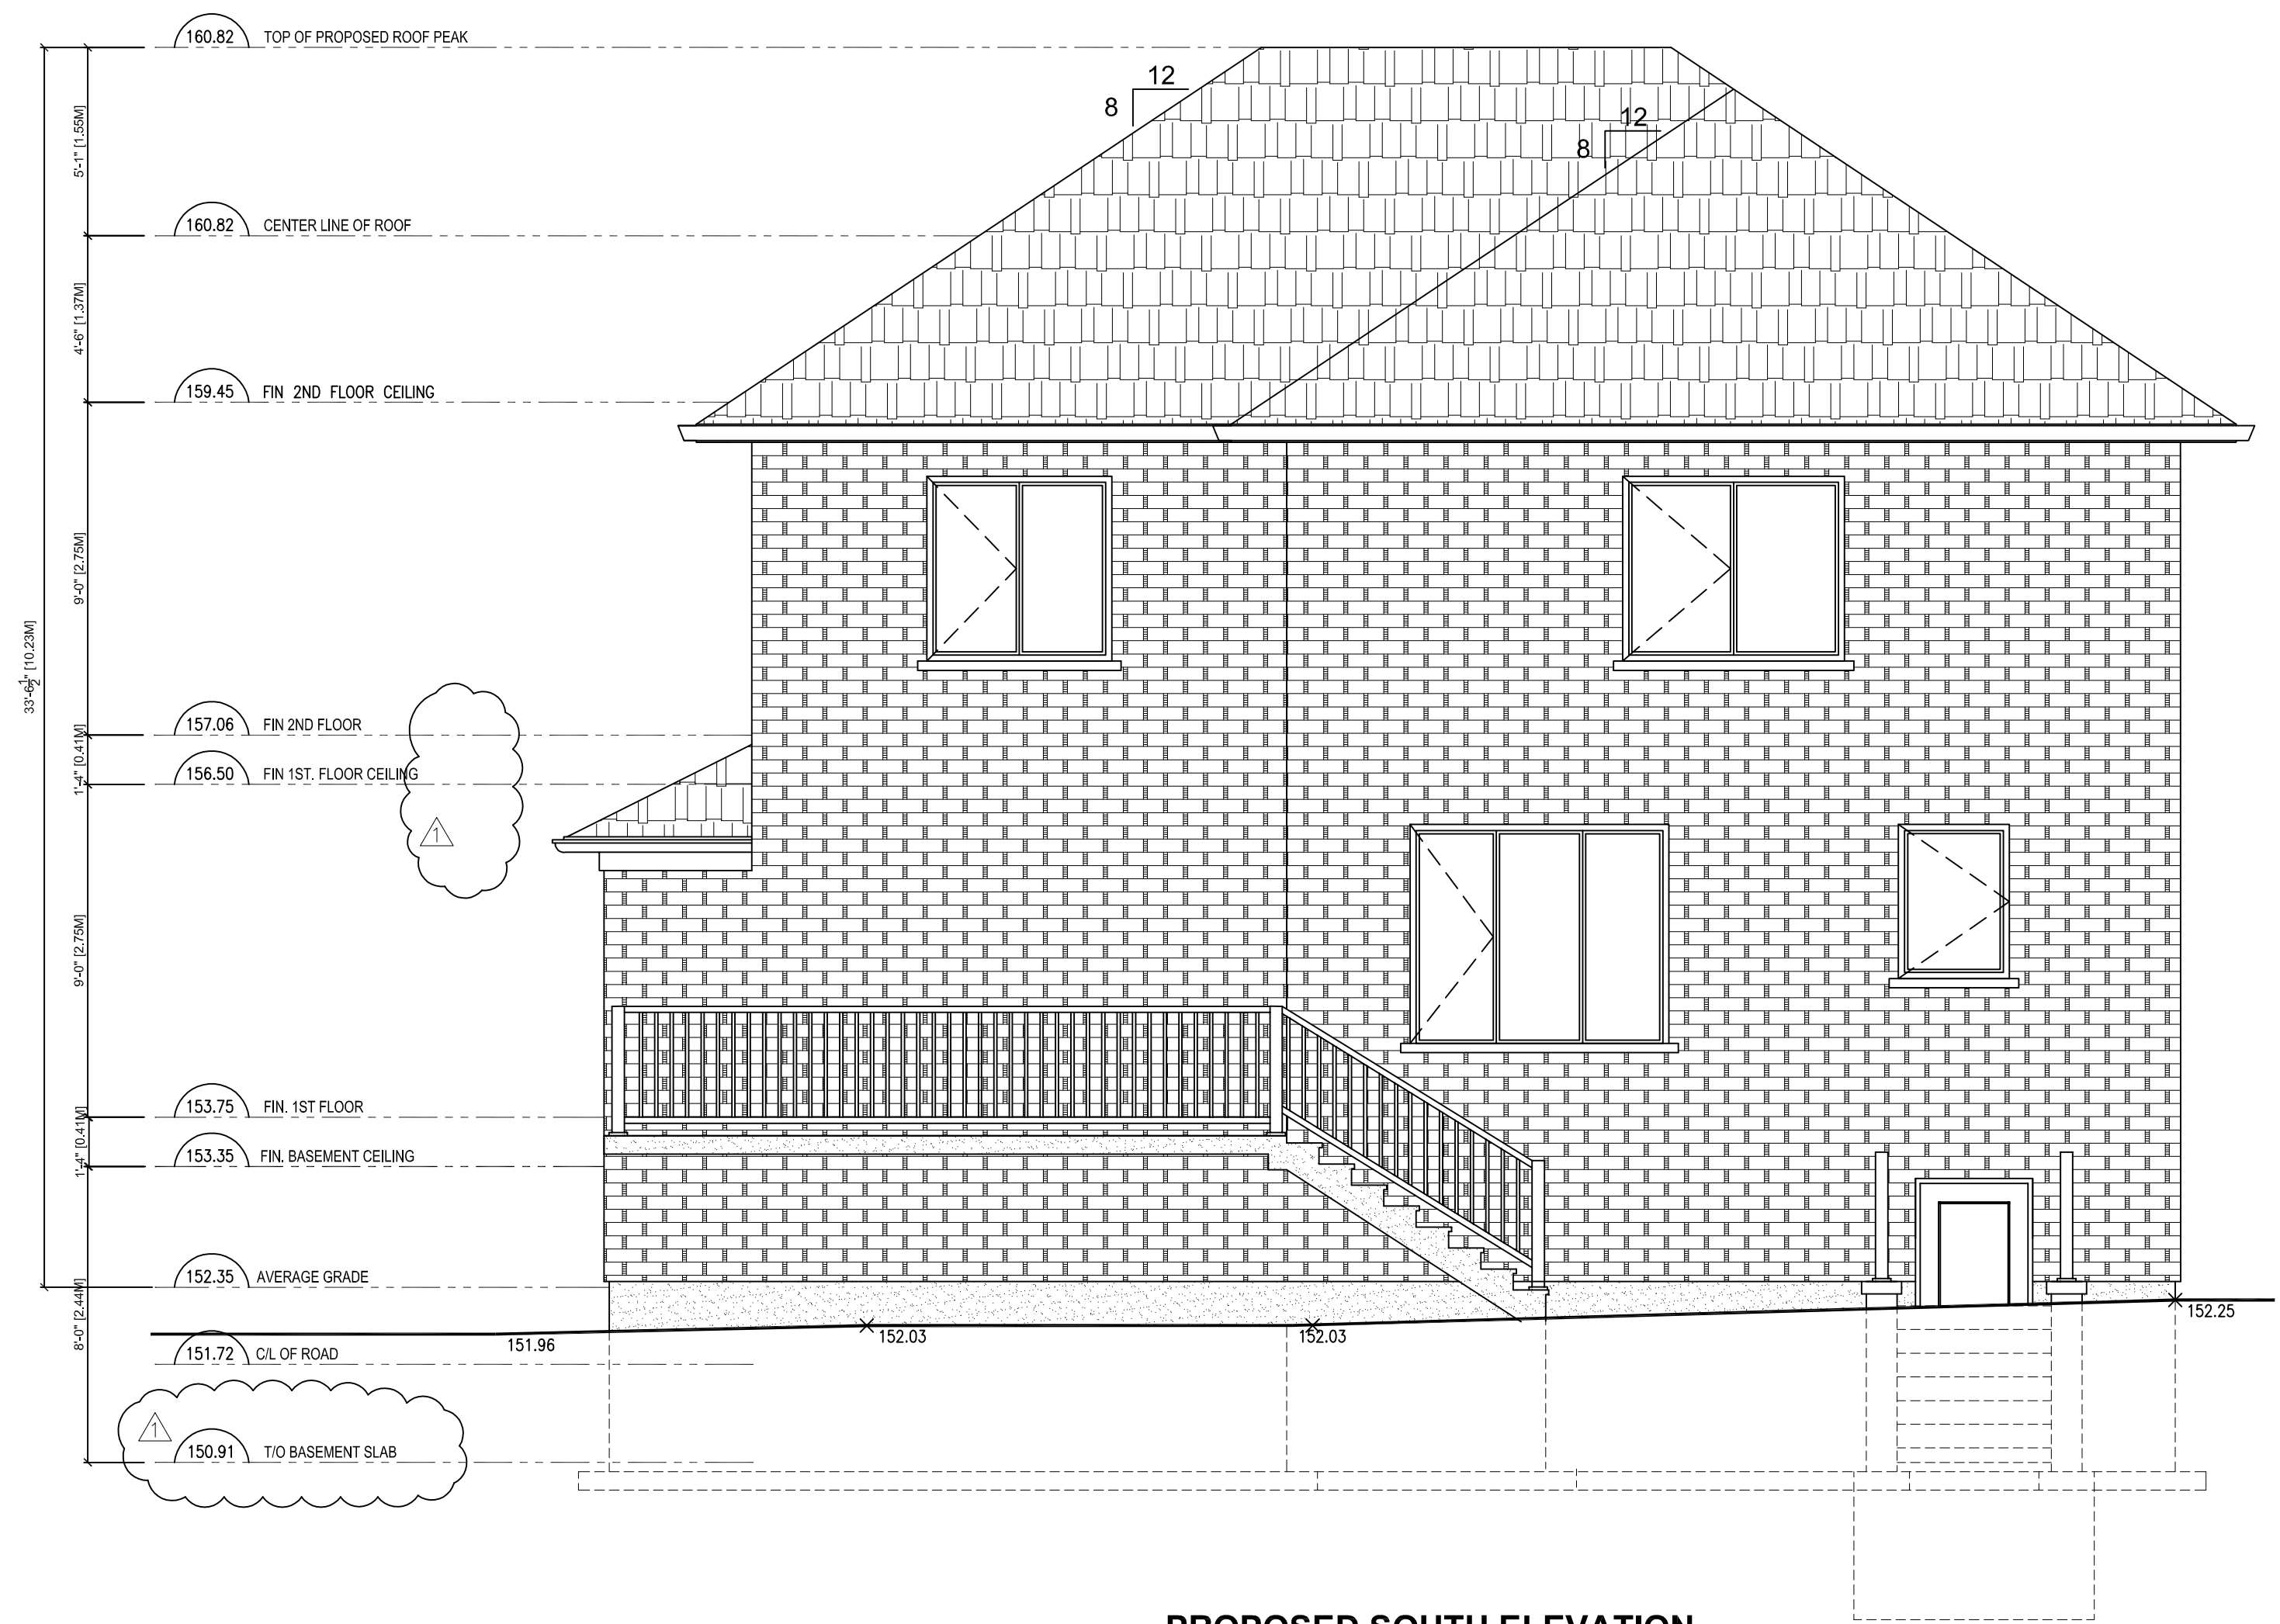 160.82 TOP OF PROPOSED ROOF PEAK
12
8
5'-1" [1.55M]
12
8
160.82 CENTER LINE OF ROOF
4'-6" [1.37M]
159.45 FIN 2ND FLOOR CEILING
9'-0" [2.75M]
33'-6 1/2" [10.23M]
157.06 FIN 2ND FLOOR
1'-4" [0.41M]
156.50 FIN 1ST. FLOOR CEILING
1
9'-0" [2.75M]
153.75 FIN. 1ST FLOOR
1'-4" [0.41M]
153.35 FIN. BASEMENT CEILING
152.35 AVERAGE GRADE
8'-0" [2.44M]
152.25
152.03
152.03
151.96
151.72 C/L OF ROAD
1
150.91 T/O BASEMENT SLAB
PROPOSED SOUTH ELEVATION